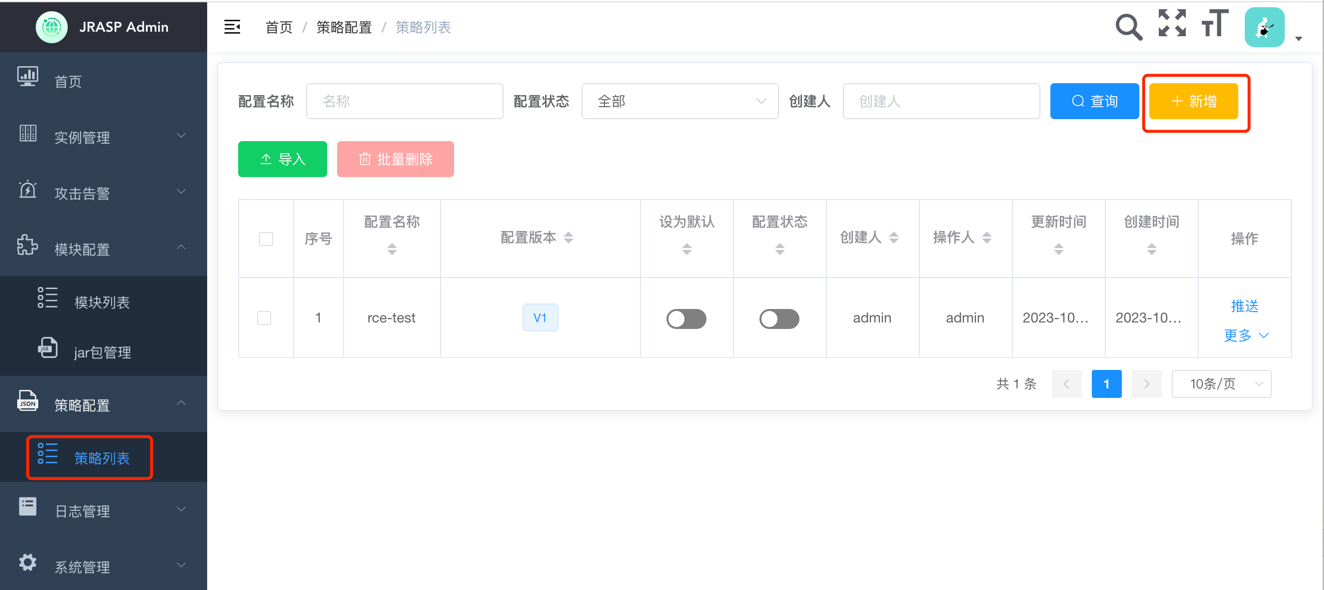 JRASP Admin
首页 / 策略配置 / 策略列表
首页
实例管理
攻击告警
模块配置
模块列表
jar包管理
JSON
策略配置
策略列表
日志管理
系统管理
配置名称 名称 配置状态 全部 创建人 创建人 查询 新增
导入 批量删除
序号 配置名称 配置版本 设为默认 配置状态 创建人 操作人 更新时间 创建时间 操作
1 rce-test V1 admin admin 2023-10... 2023-10... 推送
更多
共 1 条 1 10条/页